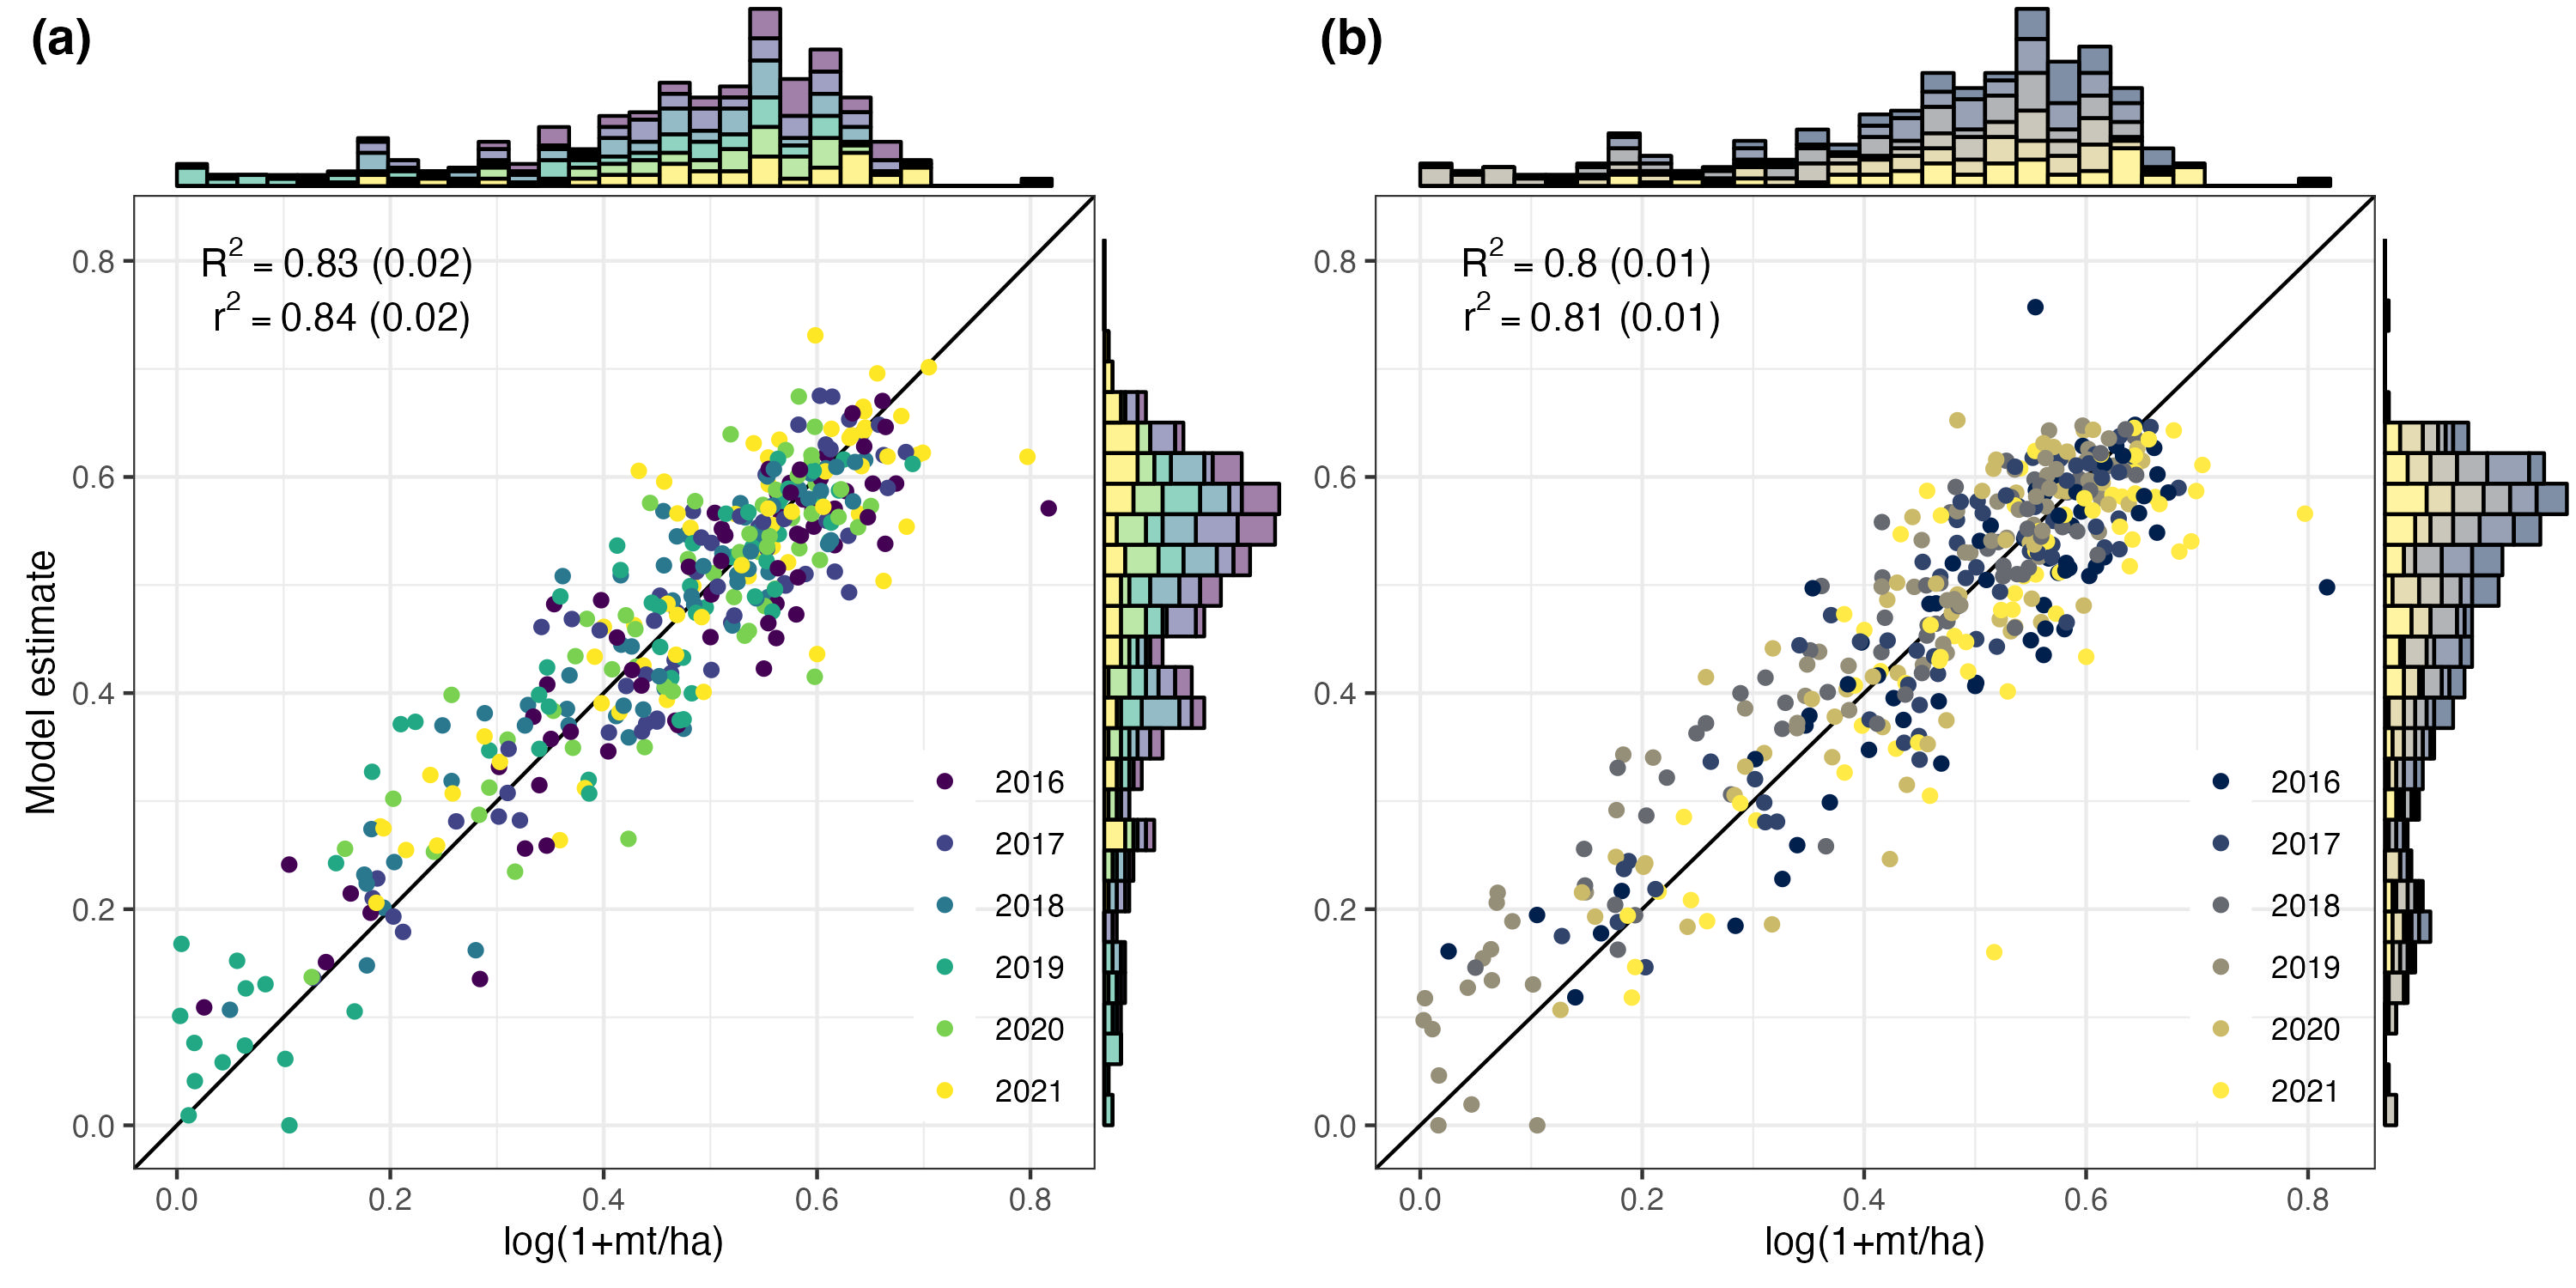 (a)
R² = 0.83 (0.02)
r² = 0.84 (0.02)
Model estimate
0.8
0.6
0.4
0.2
0.0
2016
2017
2018
2019
2020
2021
0.0 0.2 0.4 0.6 0.8
log(1+mt/ha)
(b)
R² = 0.8 (0.01)
r² = 0.81 (0.01)
0.8
0.6
0.4
0.2
0.0
2016
2017
2018
2019
2020
2021
0.0 0.2 0.4 0.6 0.8
log(1+mt/ha)